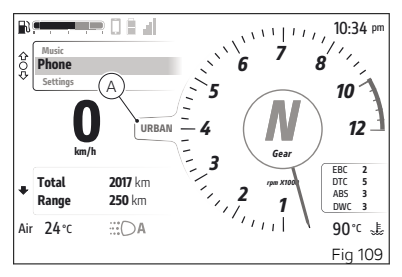 10:34 pm
Music
Phone
Settings
A
0
km/h
URBAN
1
2
3
4
5
6
7
8
10
12
N
Gear
rpm X1000
EBC 2
DTC 5
ABS 3
DWC 3
Total 2017 km
Range 250 km
Air 24 °C
A
90 °C
Fig 109